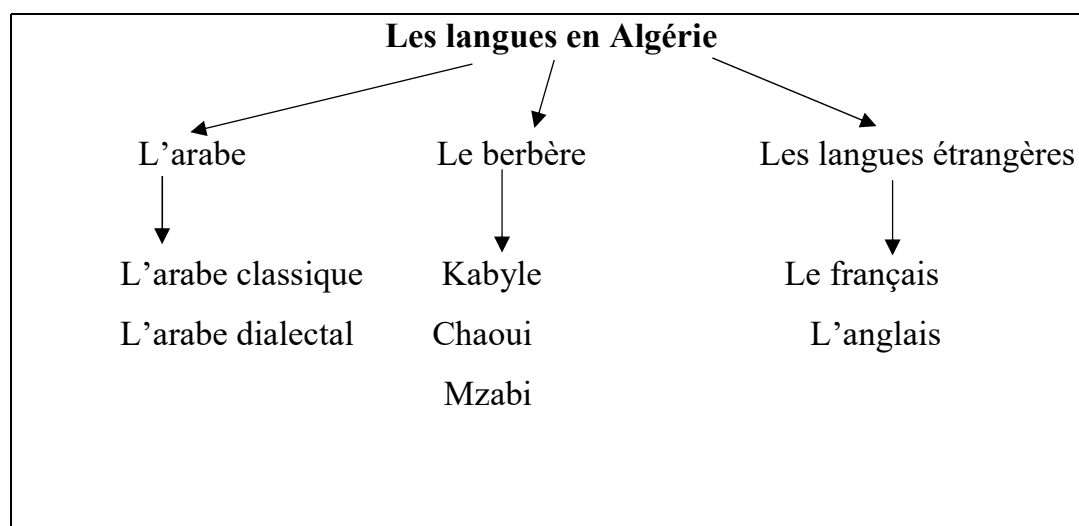 Les langues en Algérie
L’arabe Le berbère Les langues étrangères
L’arabe classique Kabyle Le français
L’arabe dialectal Chaoui L’anglais
Mzabi